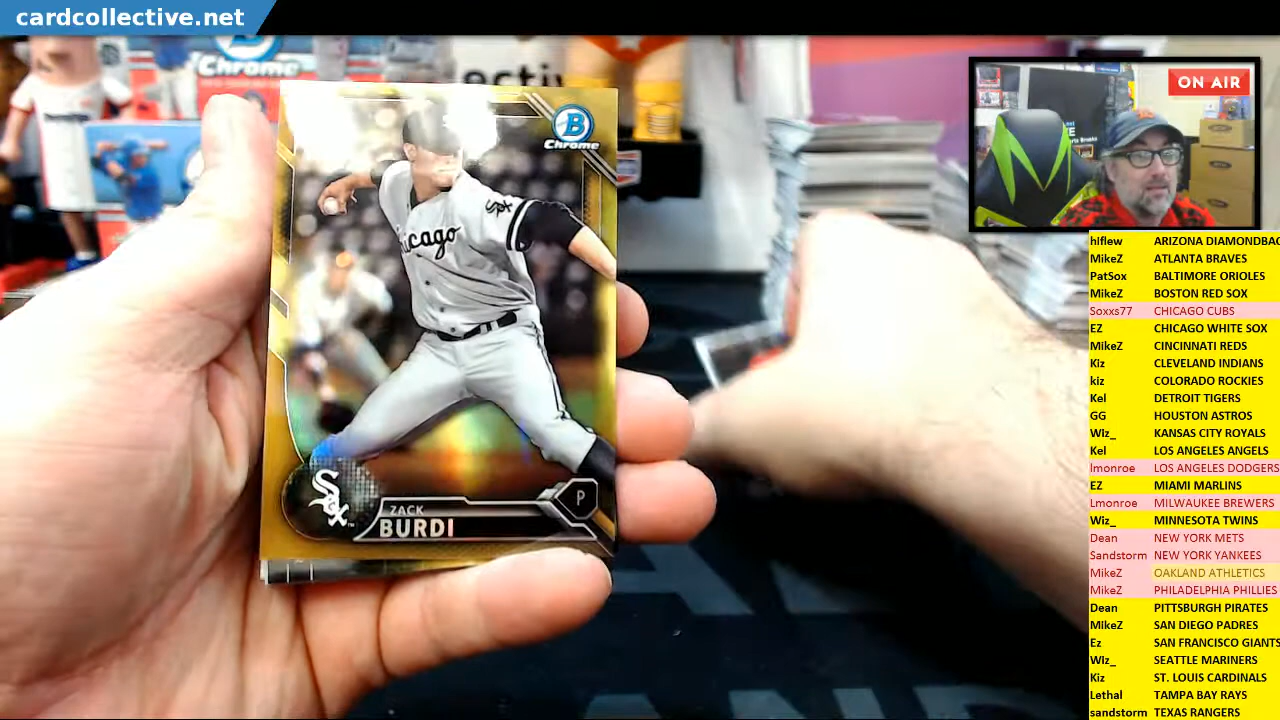 cardcollective.net
Chrome
ectiv
ON AIR
B
Chrome
Sox
Chicago
Sox
ZACK
BURDI
P
hlflew ARIZONA DIAMONDBAC
MikeZ ATLANTA BRAVES
PatSox BALTIMORE ORIOLES
MikeZ BOSTON RED SOX
Soxxs77 CHICAGO CUBS
EZ CHICAGO WHITE SOX
MikeZ CINCINNATI REDS
Kiz CLEVELAND INDIANS
kiz COLORADO ROCKIES
Kel DETROIT TIGERS
GG HOUSTON ASTROS
Wiz_ KANSAS CITY ROYALS
Kel LOS ANGELES ANGELS
lmonroe LOS ANGELES DODGERS
EZ MIAMI MARLINS
Lmonroe MILWAUKEE BREWERS
Wiz_ MINNESOTA TWINS
Dean NEW YORK METS
Sandstorm NEW YORK YANKEES
MikeZ OAKLAND ATHLETICS
MikeZ PHILADELPHIA PHILLIES
Dean PITTSBURGH PIRATES
MikeZ SAN DIEGO PADRES
Ez SAN FRANCISCO GIANTS
Wiz_ SEATTLE MARINERS
Kiz ST. LOUIS CARDINALS
Lethal TAMPA BAY RAYS
sandstorm TEXAS RANGERS